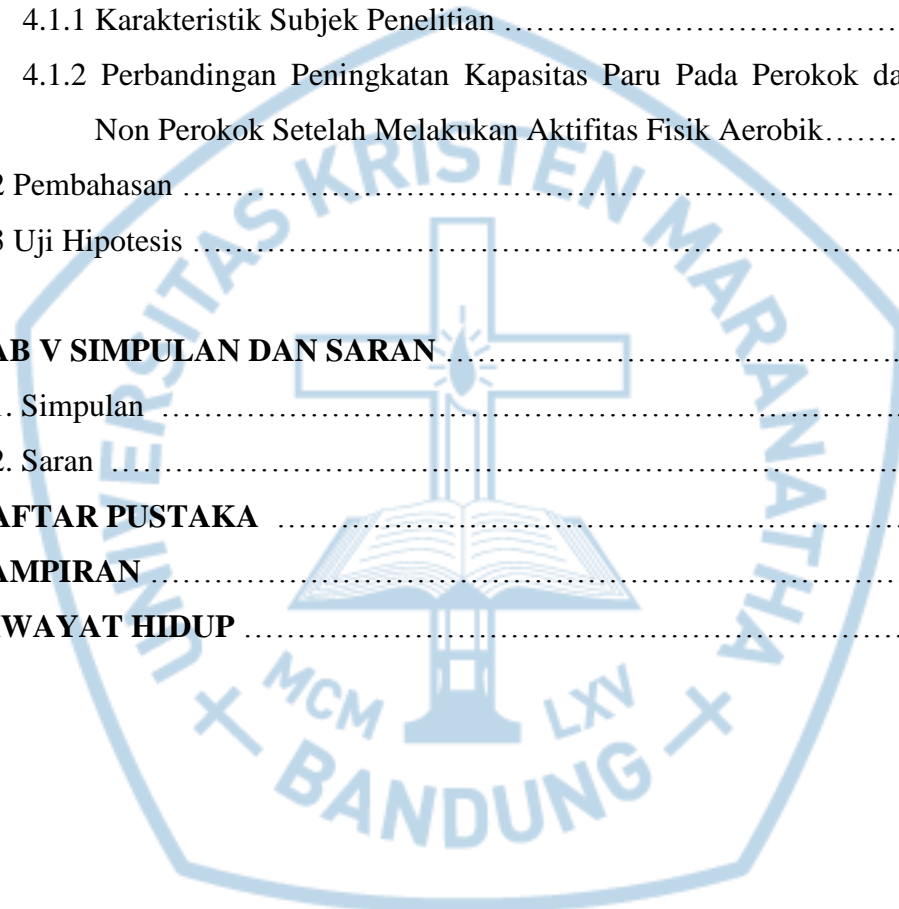 4.1.1 Karakteristik Subjek Penelitian ……………………………
4.1.2 Perbandingan Peningkatan Kapasitas Paru Pada Perokok da
Non Perokok Setelah Melakukan Aktifitas Fisik Aerobik……..
2 Pembahasan ……………………………………………………
3 Uji Hipotesis ……………………………………………………
AB V SIMPULAN DAN SARAN ……………………………………
1. Simpulan ……………………………………………………
2. Saran ……………………………………………………
AFTAR PUSTAKA ……………………………………………………
AMPIRAN ……………………………………………………
WAYAT HIDUP ……………………………………………………
UNIVERSITAS KRISTEN MARANATHA
MCM LXV
BANDUNG